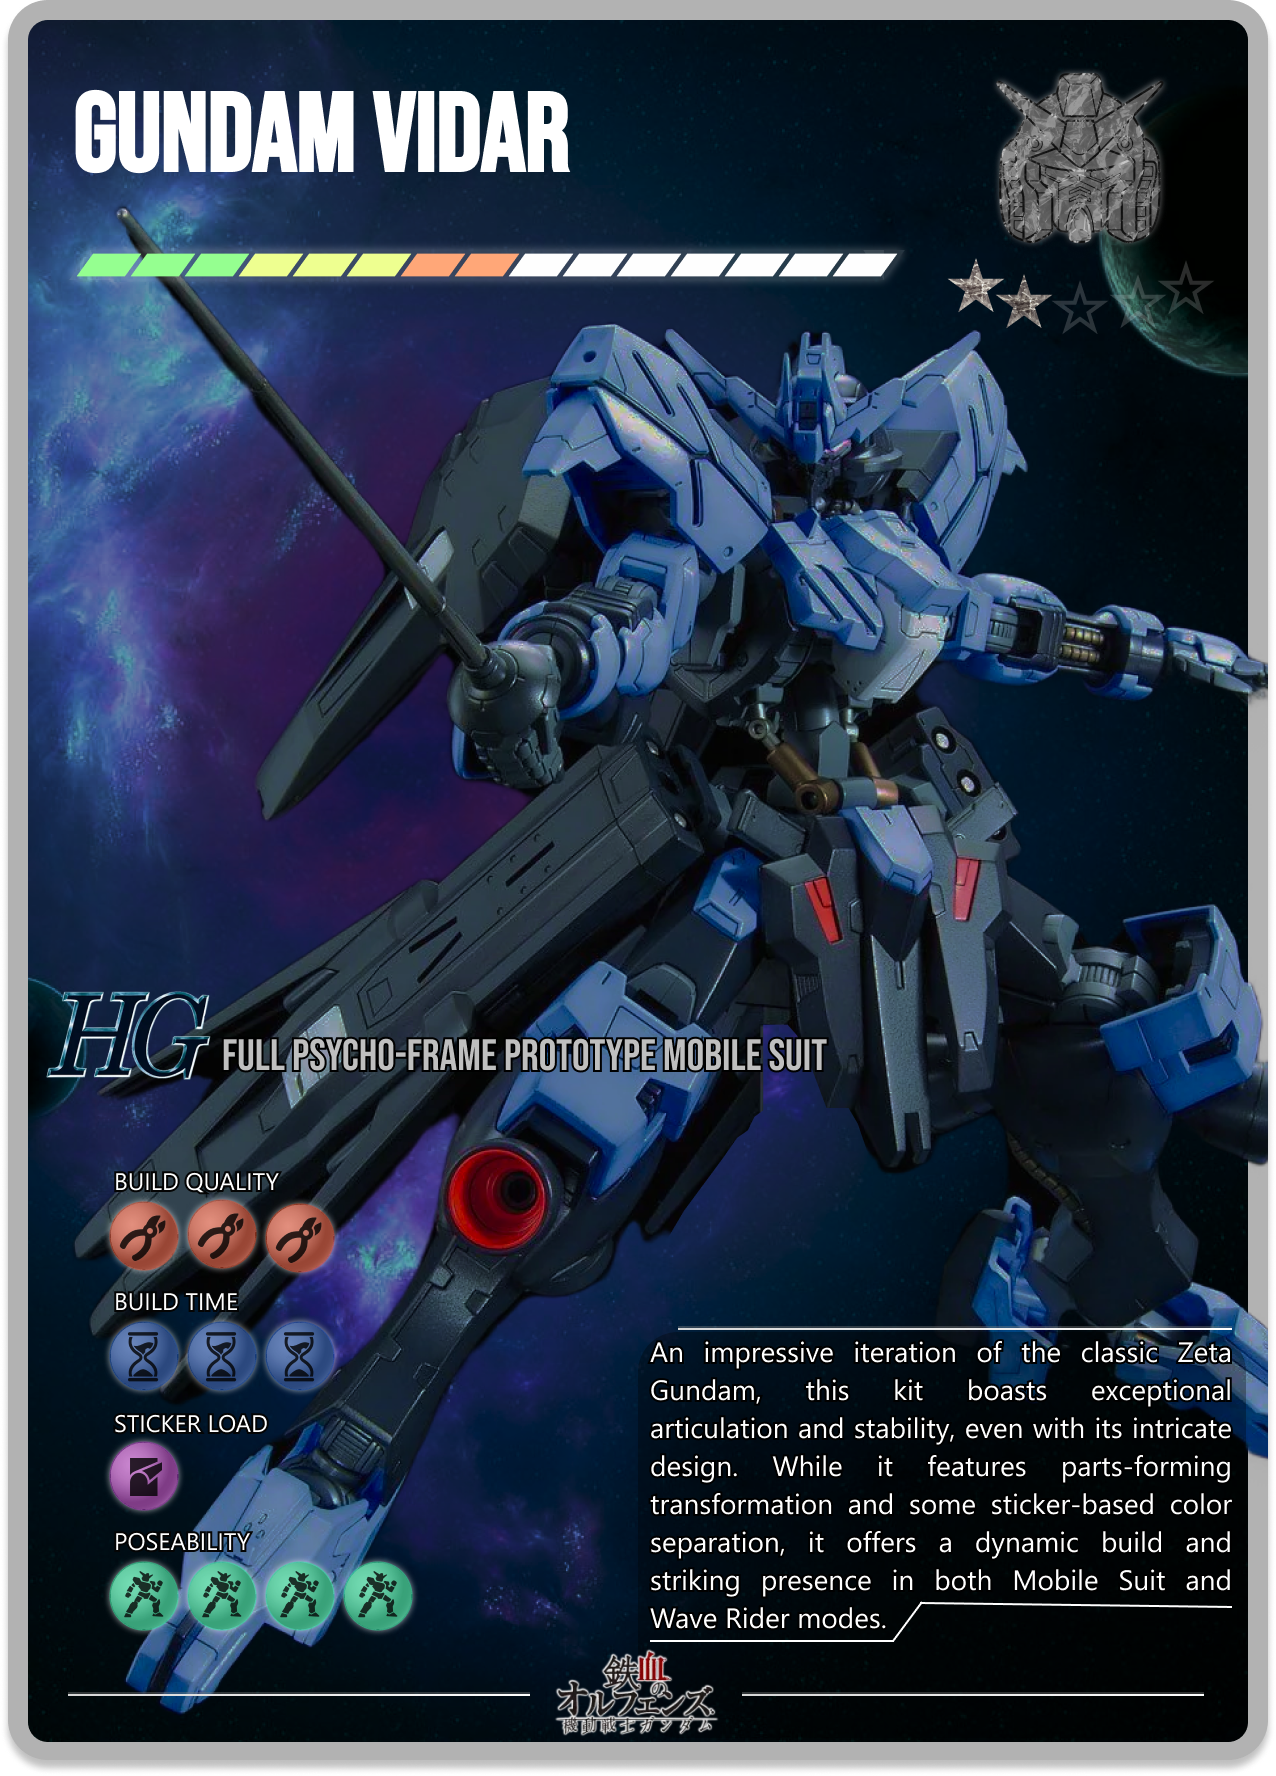 GUNDAM VIDAR
HG
FULL PSYCHO-FRAME PROTOTYPE MOBILE SUIT
BUILD QUALITY
BUILD TIME
STICKER LOAD
POSEABILITY
An impressive iteration of the classic Zeta
Gundam, this kit boasts exceptional
articulation and stability, even with its intricate
design. While it features parts-forming
transformation and some sticker-based color
separation, it offers a dynamic build and
striking presence in both Mobile Suit and
Wave Rider modes.
鉄血の
オルフェンズ
機動戦士ガンダム